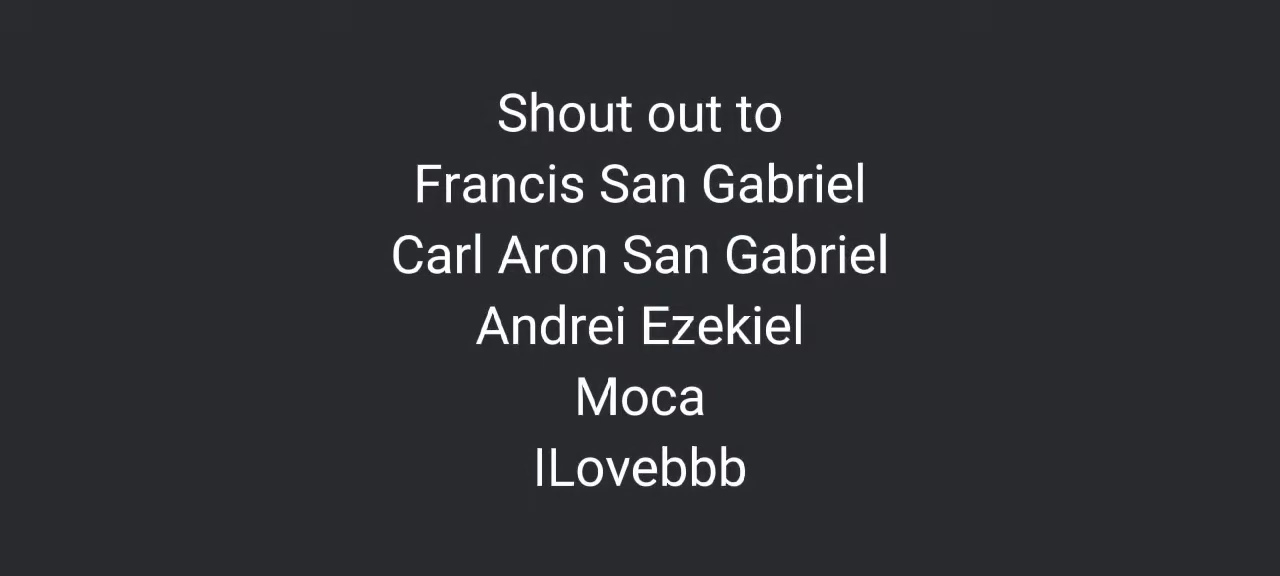 Shout out to
Francis San Gabriel
Carl Aron San Gabriel
Andrei Ezekiel
Moca
ILovebbb